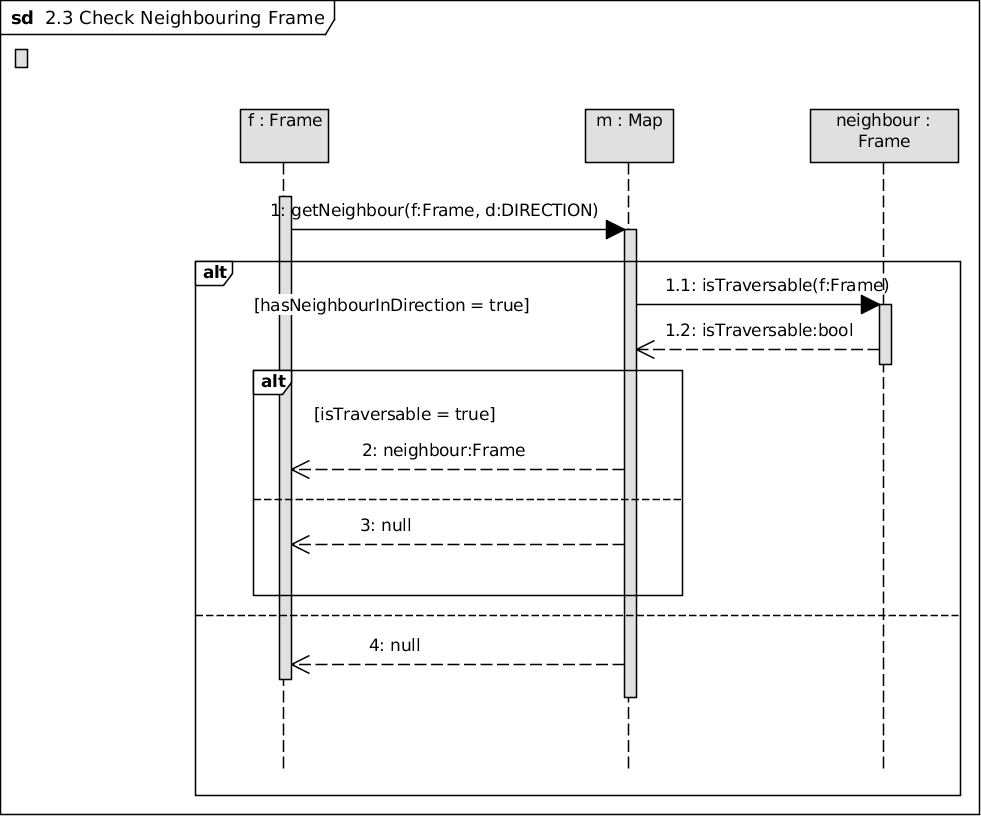 sd 2.3 Check Neighbouring Frame
f : Frame
m : Map
neighbour :
Frame
1: getNeighbour(f:Frame, d:DIRECTION)
alt
1.1: isTraversable(f:Frame)
[hasNeighbourInDirection = true]
1.2: isTraversable:bool
alt
[isTraversable = true]
2: neighbour:Frame
3: null
4: null